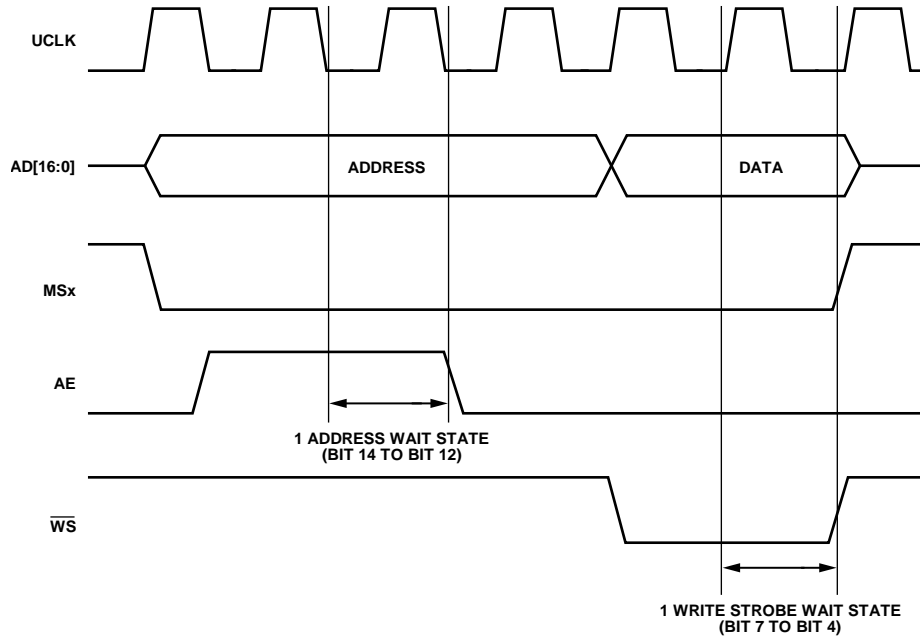 UCLK
AD[16:0]
ADDRESS
DATA
MSx
AE
1 ADDRESS WAIT STATE
(BIT 14 TO BIT 12)
WS
1 WRITE STROBE WAIT STATE
(BIT 7 TO BIT 4)